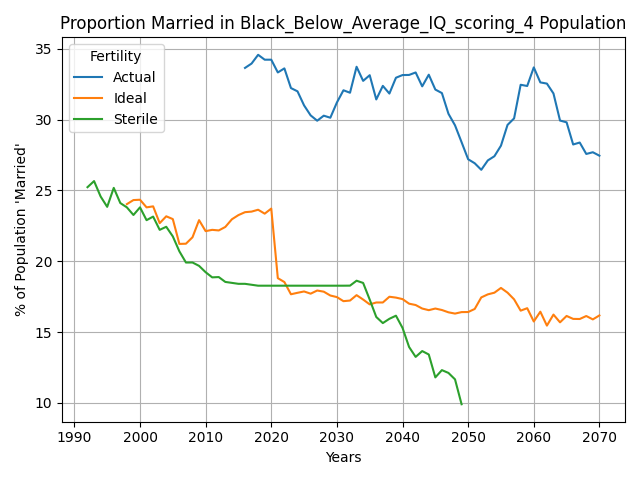 Proportion Married in Black_Below_Average_IQ_scoring_4 Population
Fertility
Actual
Ideal
Sterile
% of Population 'Married'
35
30
25
20
15
10
1990 2000 2010 2020 2030 2040 2050 2060 2070
Years